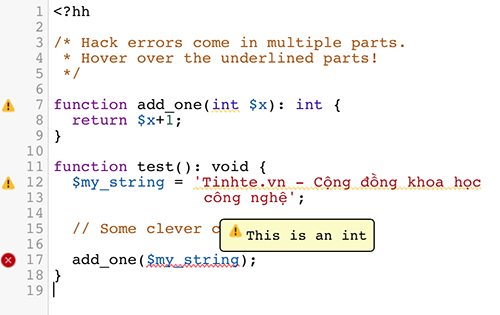 1 <?hh
2
3 /* Hack errors come in multiple parts.
4 * Hover over the underlined parts!
5 */
6
7 function add_one(int $x): int {
8 return $x+1;
9 }
10
11 function test(): void {
12 $my_string = 'Tinhte.vn – Cộng đồng khoa học
13 công nghệ';
14
15 // Some clever c
This is an int
16
17 add_one($my_string);
18 }
19